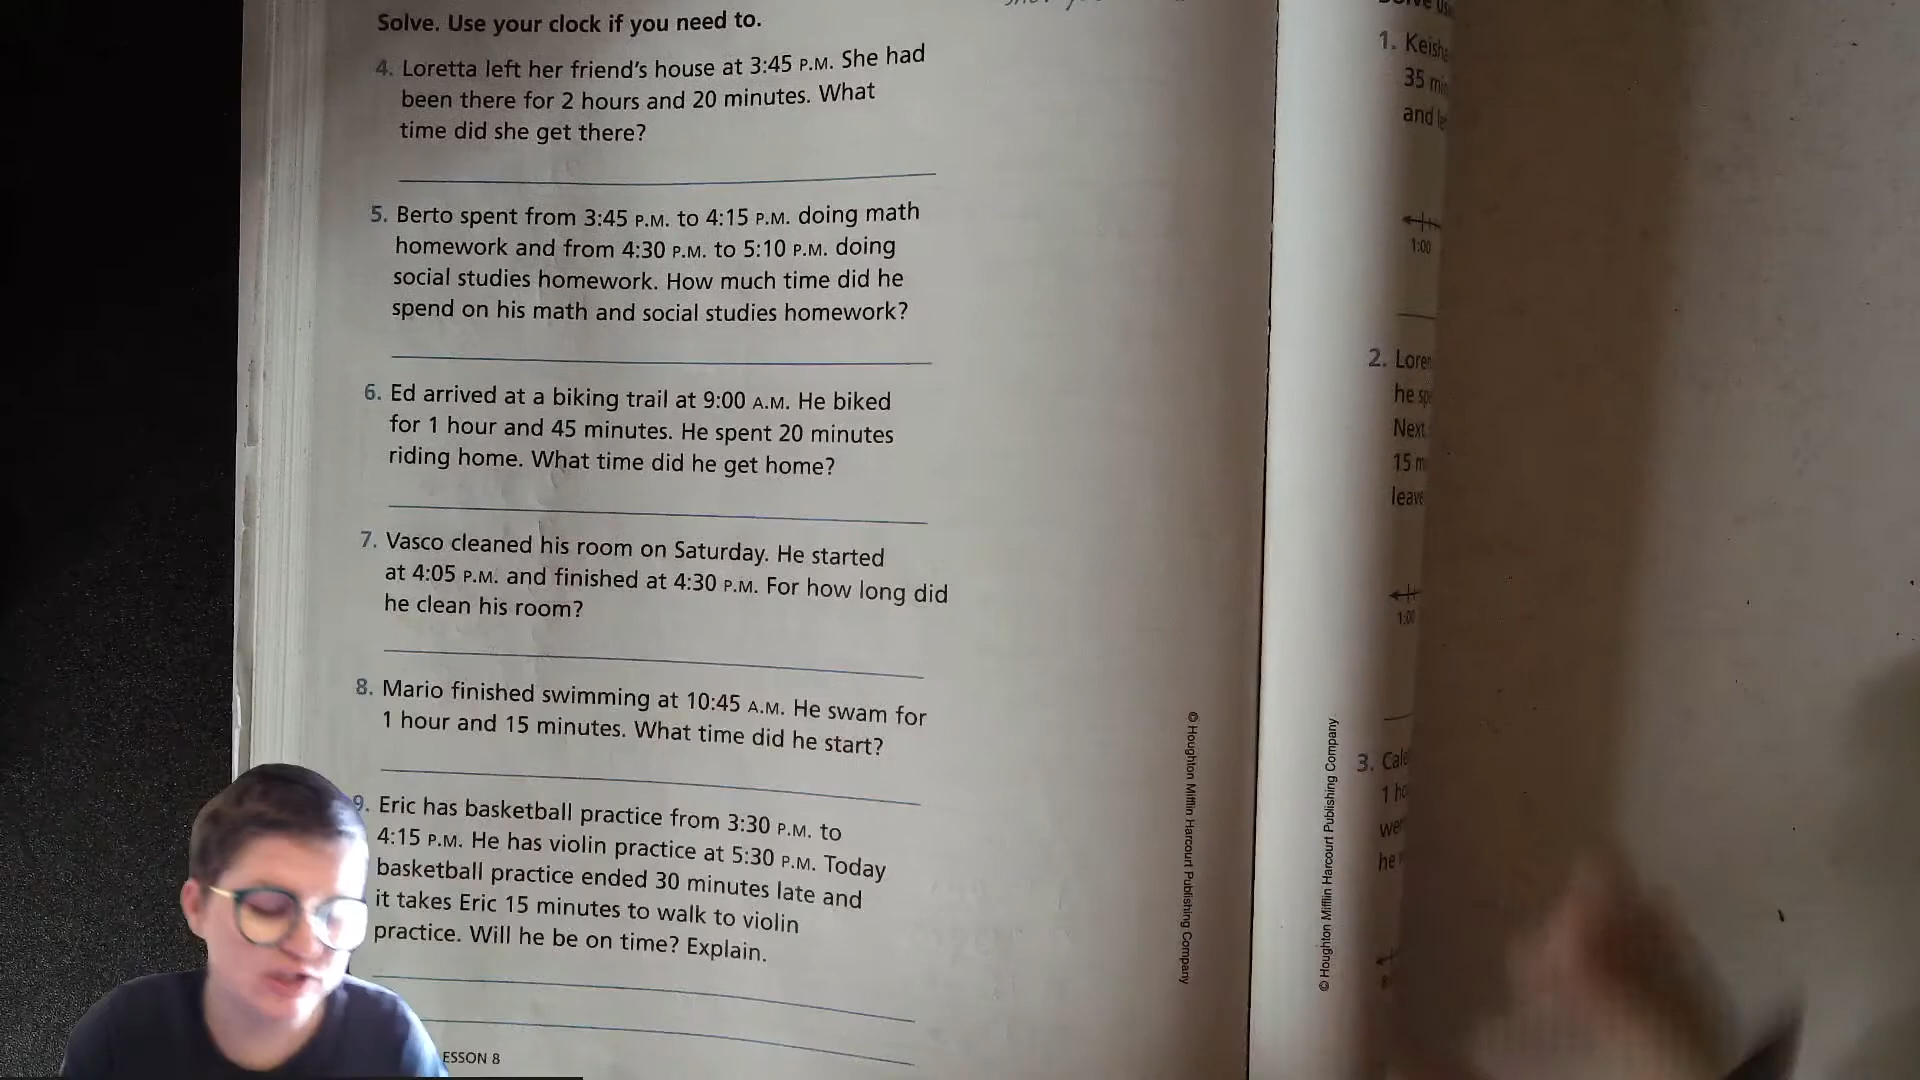 Solve. Use your clock if you need to.
4. Loretta left her friend's house at 3:45 P.M. She had
been there for 2 hours and 20 minutes. What
time did she get there?
5. Berto spent from 3:45 P.M. to 4:15 P.M. doing math
homework and from 4:30 P.M. to 5:10 P.M. doing
social studies homework. How much time did he
spend on his math and social studies homework?
6. Ed arrived at a biking trail at 9:00 A.M. He biked
for 1 hour and 45 minutes. He spent 20 minutes
riding home. What time did he get home?
7. Vasco cleaned his room on Saturday. He started
at 4:05 P.M. and finished at 4:30 P.M. For how long did
he clean his room?
8. Mario finished swimming at 10:45 A.M. He swam for
1 hour and 15 minutes. What time did he start?
9. Eric has basketball practice from 3:30 P.M. to
4:15 P.M. He has violin practice at 5:30 P.M. Today
basketball practice ended 30 minutes late and
it takes Eric 15 minutes to walk to violin
practice. Will he be on time? Explain.
ESSON 8
© Houghton Mifflin Harcourt Publishing Company
© Houghton Mifflin Harcourt Publishing Company
1.
35
and
1:00
2.
he
Next
15
leave
1:00
3.
1
he